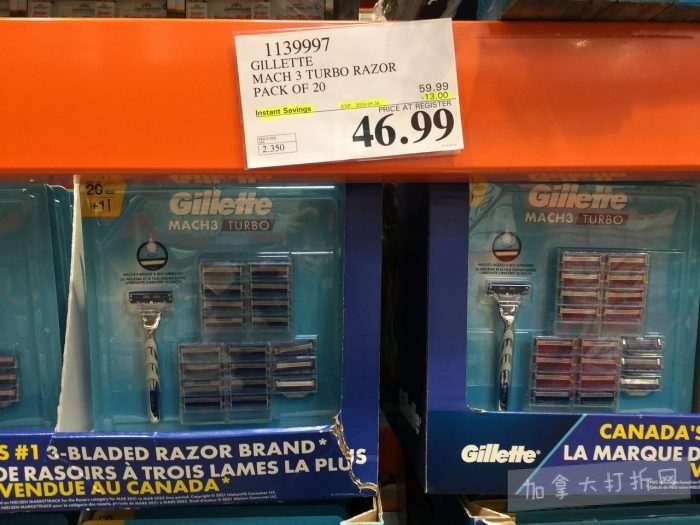 1139997
GILLETTE
MACH 3 TURBO RAZOR
PACK OF 20
59.99
Instant Savings
-13.00
PRICE AT REGISTER
46.99
2.350
20
+1
Gillette
MACH3 TURBO
Gillette
MACH3 TURBO
S #1 3-BLADED RAZOR BRAND*
DE RASOIRS À TROIS LAMES LA PLUS
VENDUE AU CANADA*
CANADA'S
Gillette
LA MARQUE D
加拿大打折网